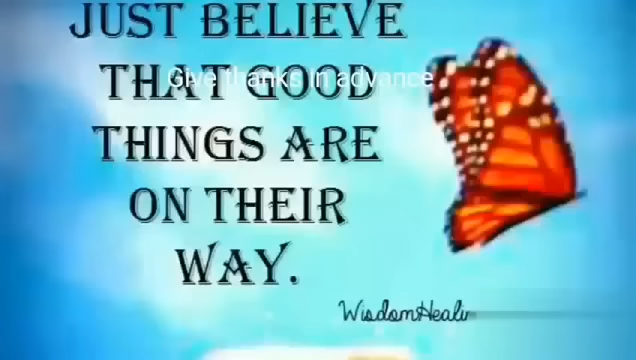 JUST BELIEVE
THAT GOOD
Give thanks in advance
THINGS ARE
ON THEIR
WAY.
WisdomHeali